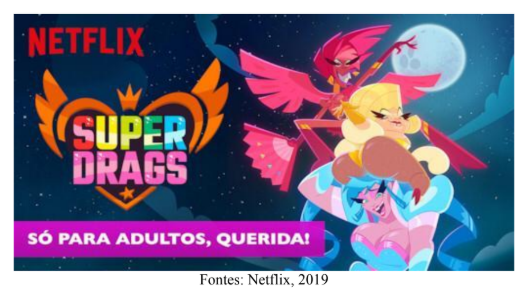 NETFLIX
SUPER
DRAGS
SÓ PARA ADULTOS, QUERIDA!
Fontes: Netflix, 2019